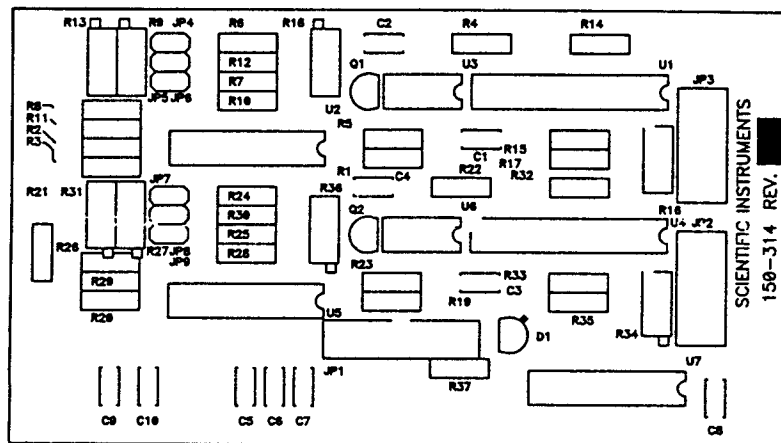 R13 R9 JP4 R6 R16 C2 R4 R14
R12 Q1 U3 U1
R7 JP3
JP5 JP6 R10 U2
R8
R11 R5
R2
R3 C1 R15
R1 C4 R17
R21 R31 JP7 R36 R22 R32
R24 U6 R16
R30 Q2 U4 JP2
R26 R27 JP8 R25
JP9 R28 R23
R29 R33
R20 R19 C3
U5 R35 R34
D1
JP1 U7
R37
C9 C10 C5 C6 C7 C8
SCIENTIFIC INSTRUMENTS
150-314 REV.